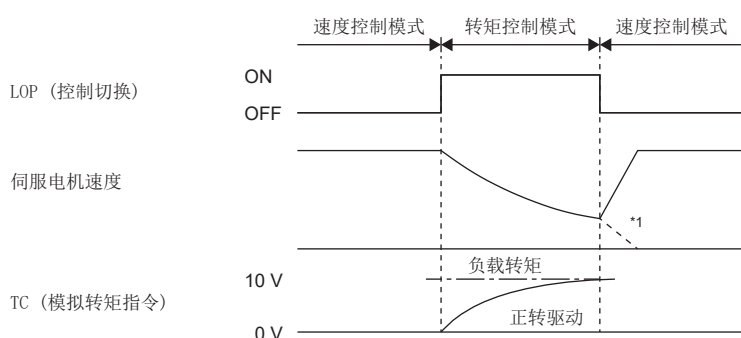 速度控制模式 转矩控制模式 速度控制模式
LOP (控制切换)
ON
OFF
伺服电机速度
*1
TC (模拟转矩指令)
10 V
负载转矩
正转驱动
0 V